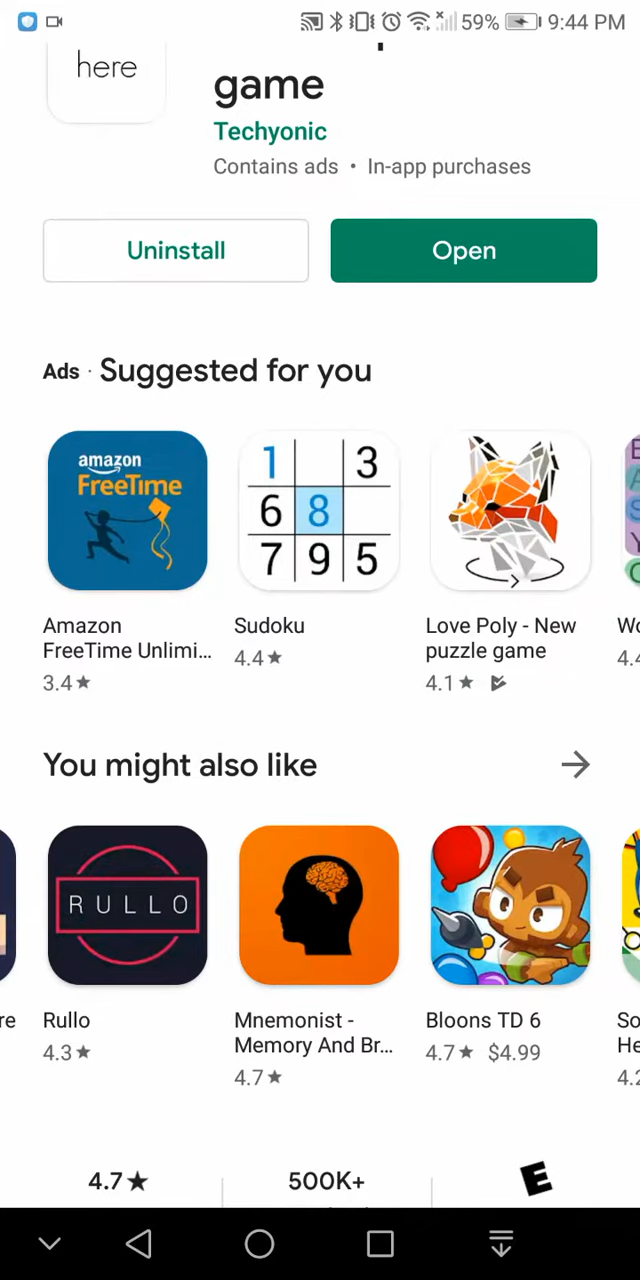 59% 9:44 PM
here
game
Techyonic
Contains ads • In-app purchases
Uninstall
Open
Ads · Suggested for you
amazon
FreeTime
1 3
6 8
7 9 5
Amazon
FreeTime Unlimi...
3.4★
Sudoku
4.4★
Love Poly - New
puzzle game
4.1★
You might also like
RULLO
Rullo
4.3★
Mnemonist -
Memory And Br...
4.7★
Bloons TD 6
4.7★ $4.99
4.7★
500K+
E